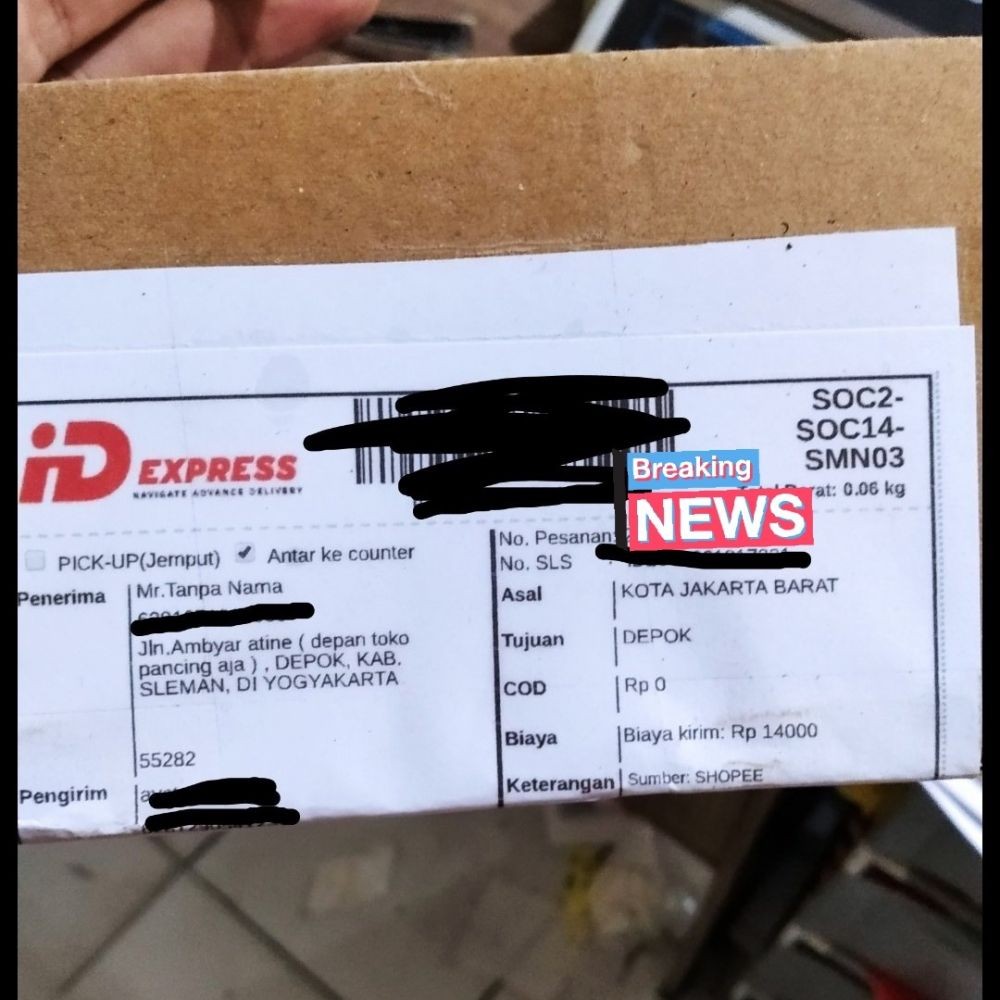 iD EXPRESS
NAVIGATE ADVANCE DELIVERY
SOC2-
SOC14-
SMN03
Breaking
NEWS
rat: 0.06 kg
PICK-UP(Jemput) Antar ke counter
Penerima
Mr.Tanpa Nama
Jln.Ambyar atine ( depan toko
pancing aja ) , DEPOK, KAB.
SLEMAN, DI YOGYAKARTA
55282
Pengirim
No. Pesanan
No. SLS
Asal KOTA JAKARTA BARAT
Tujuan DEPOK
COD Rp 0
Biaya Biaya kirim: Rp 14000
Keterangan Sumber: SHOPEE